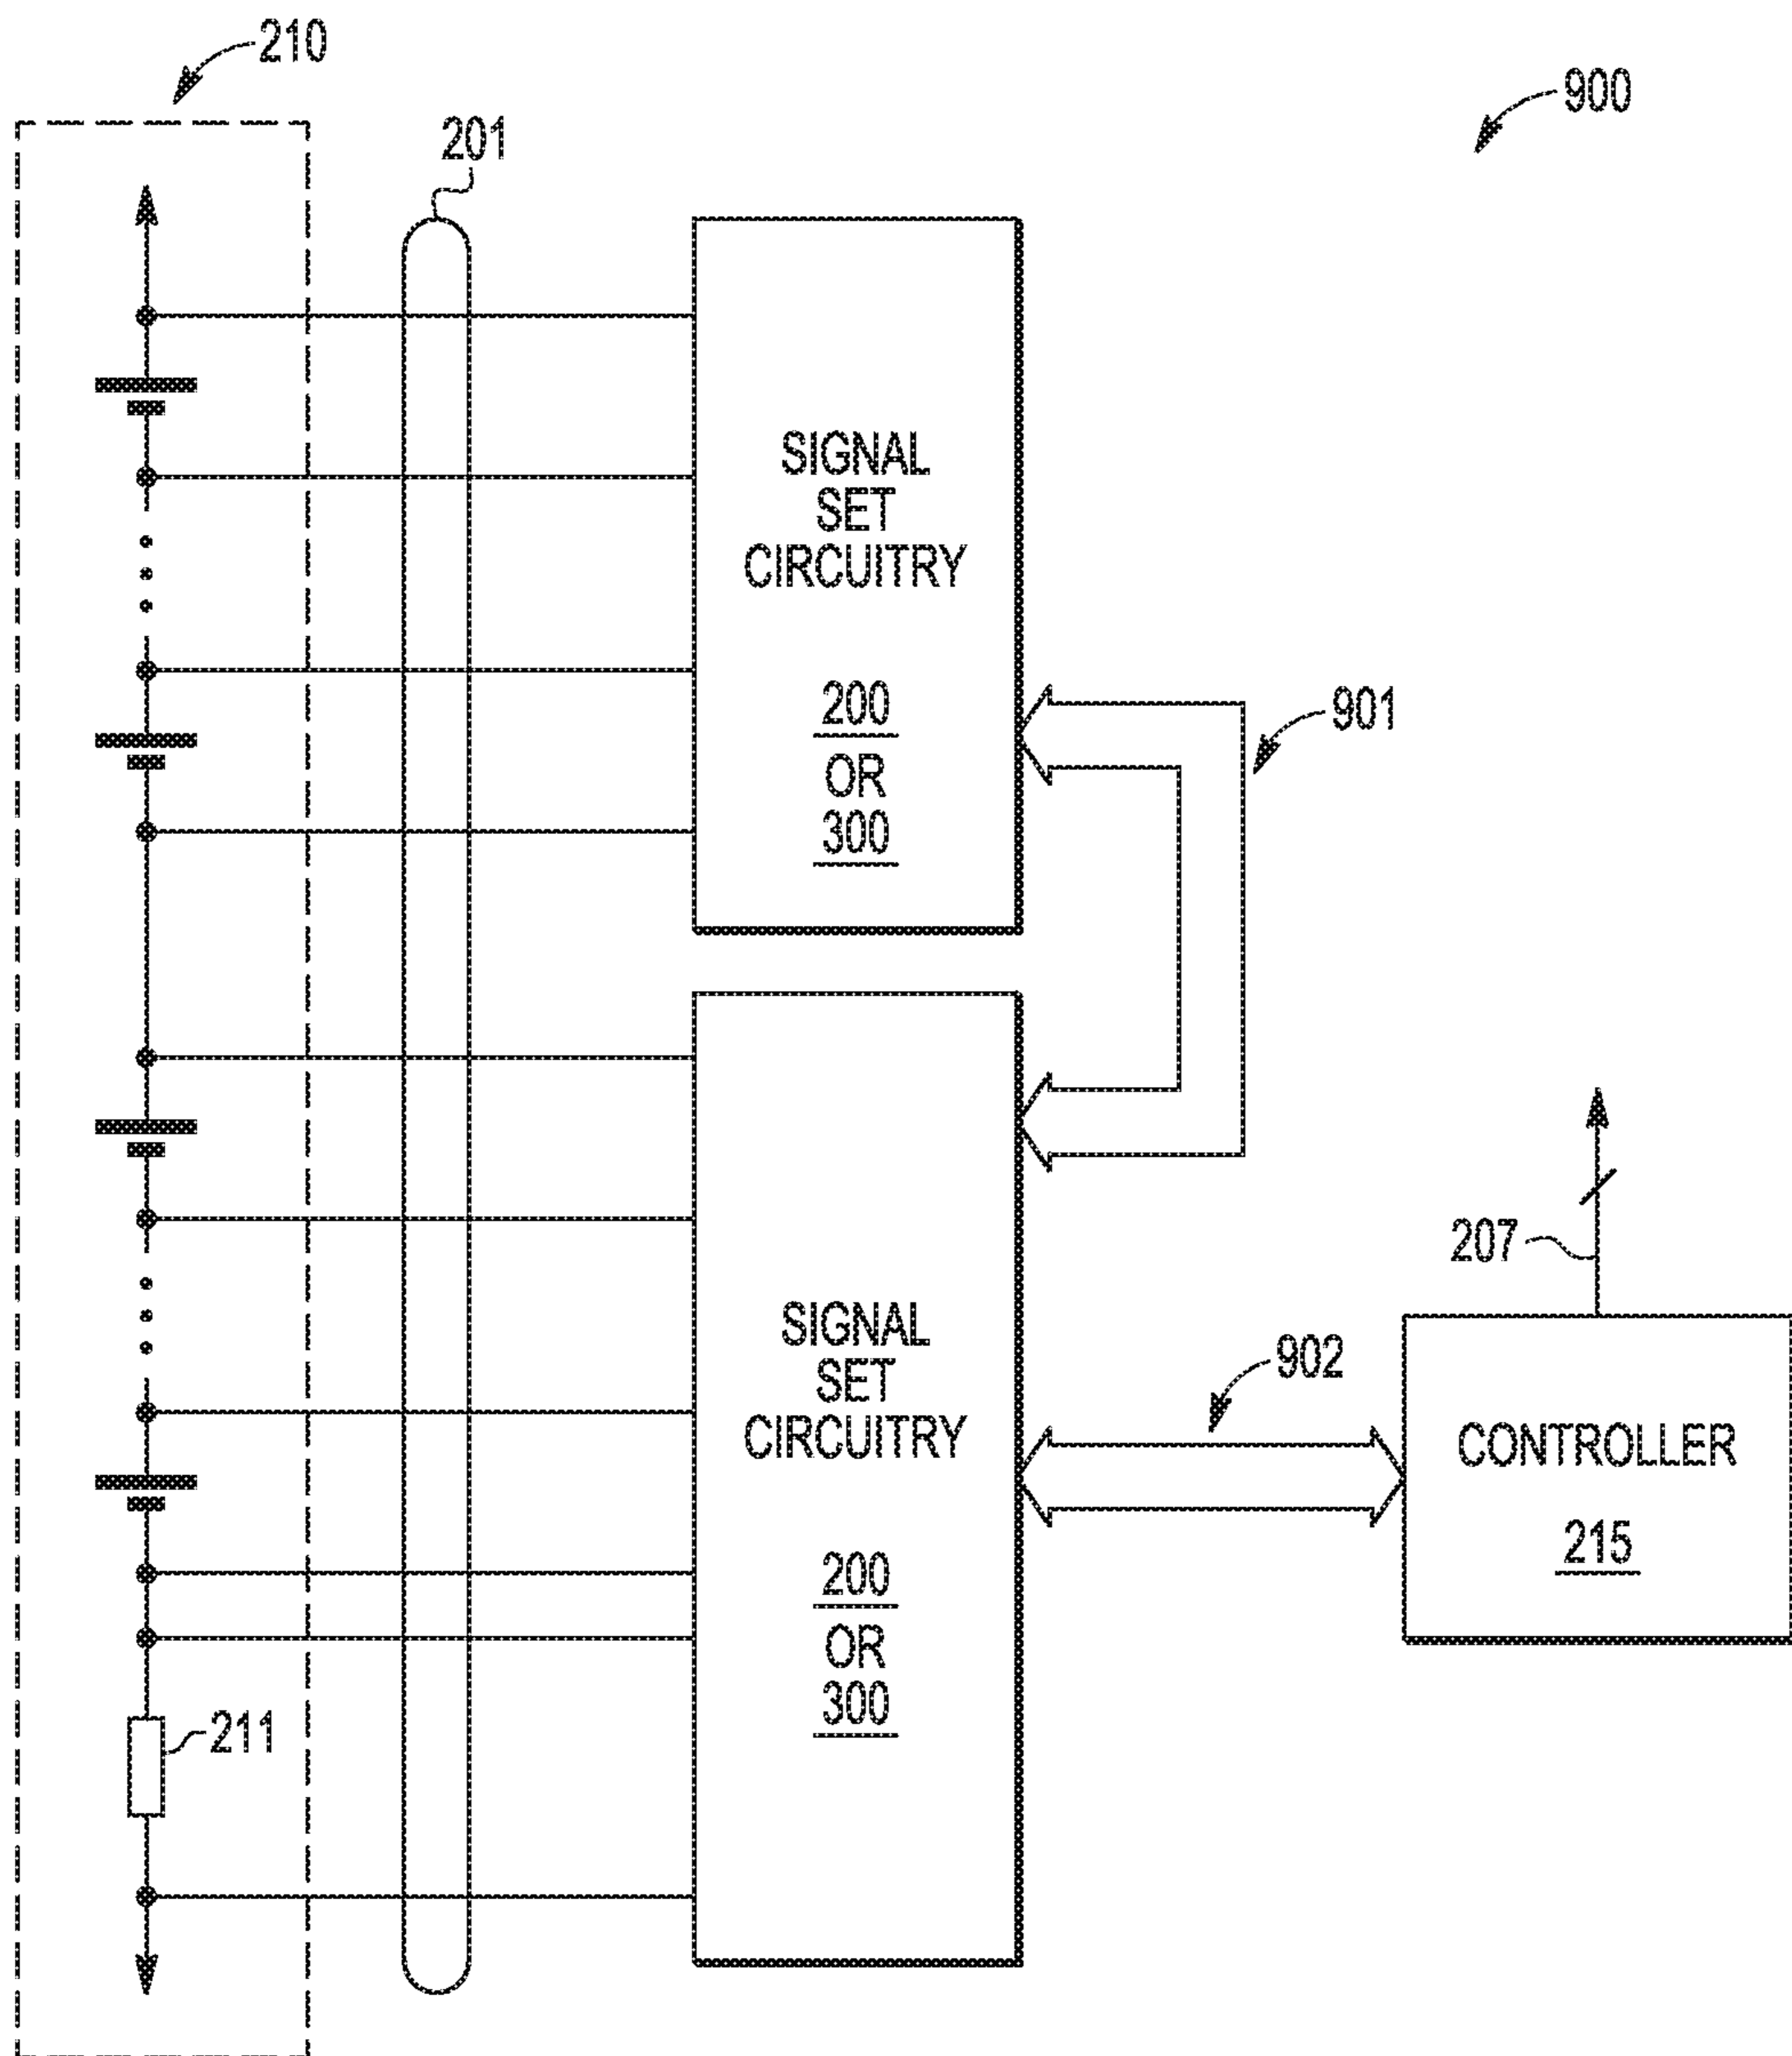 210
900
201
SIGNAL
SET
CIRCUITRY
200
OR
300
901
207
SIGNAL
SET
CIRCUITRY
200
OR
300
902
CONTROLLER
215
211